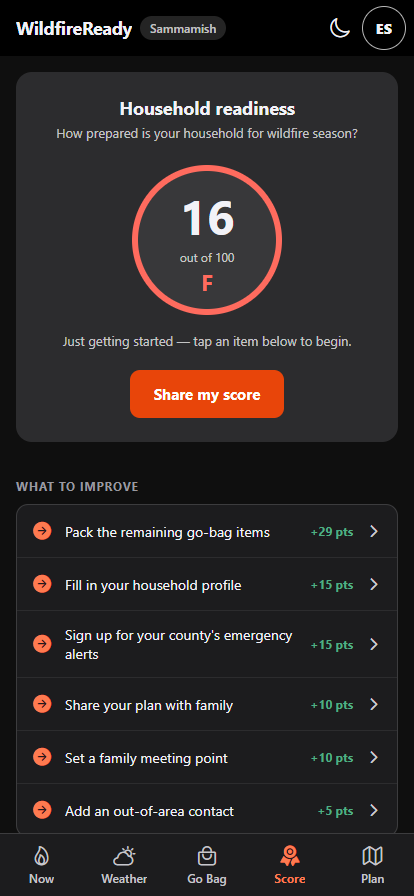 WildfireReady
Sammamish
ES
Household readiness
How prepared is your household for wildfire season?
16
out of 100
F
Just getting started — tap an item below to begin.
Share my score
WHAT TO IMPROVE
Pack the remaining go-bag items +29 pts
Fill in your household profile +15 pts
Sign up for your county's emergency
alerts +15 pts
Share your plan with family +10 pts
Set a family meeting point +10 pts
Add an out-of-area contact +5 pts
Now Weather Go Bag Score Plan